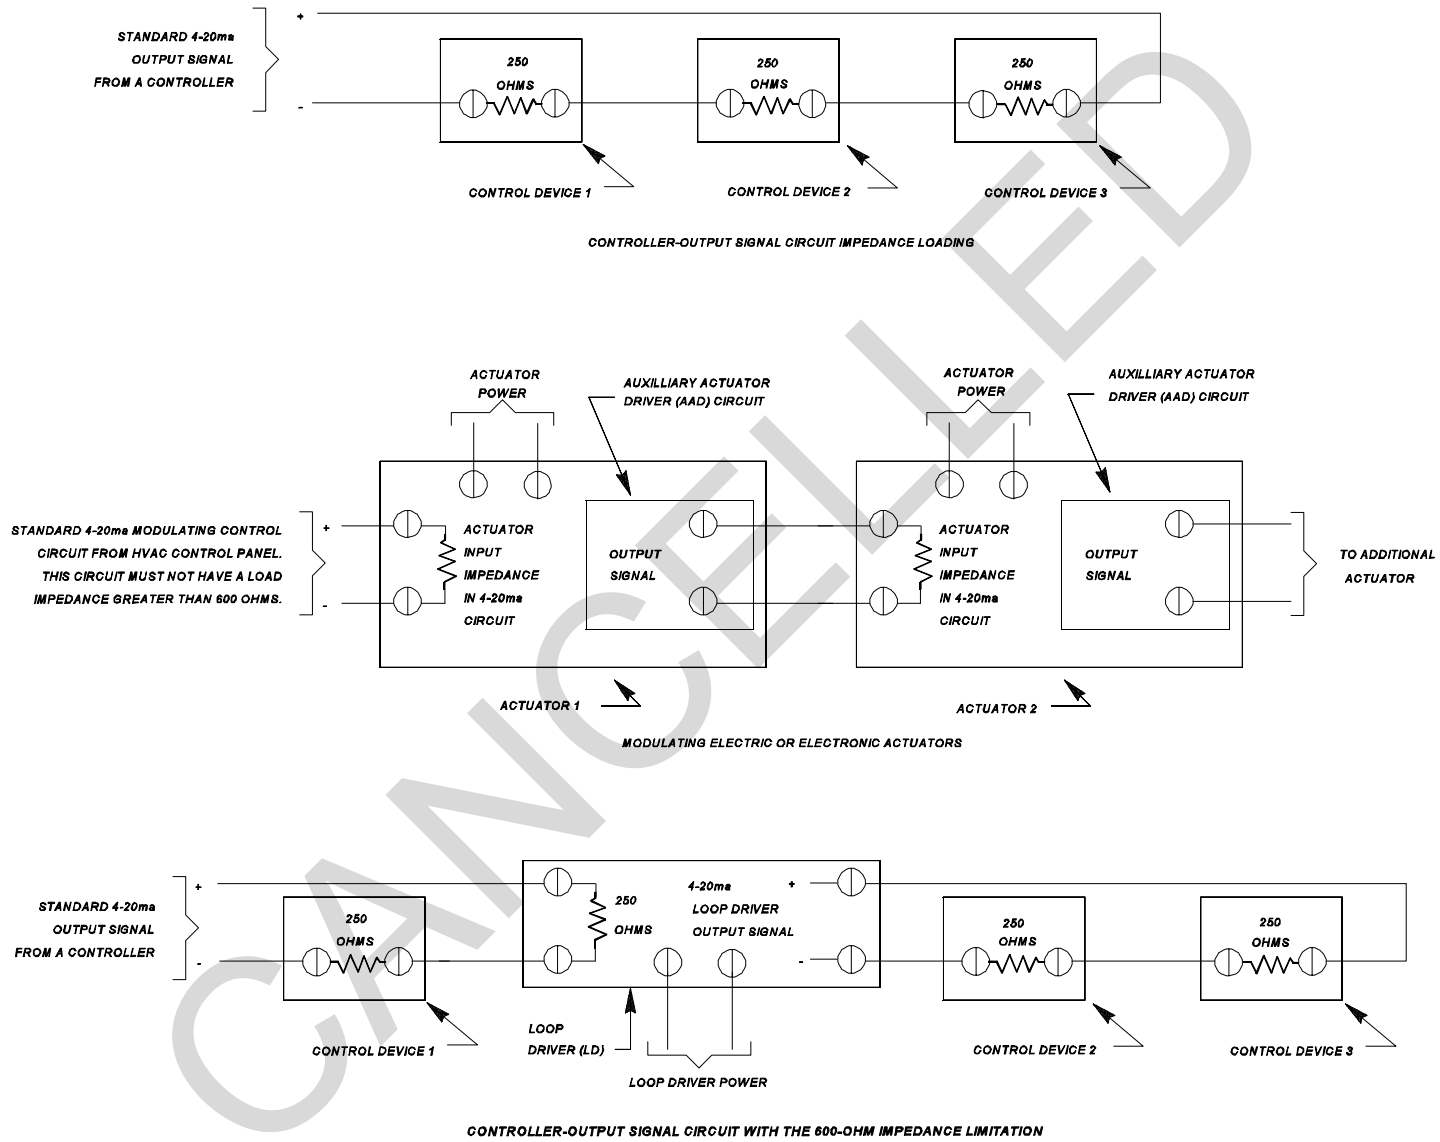 +
STANDARD 4-20ma
OUTPUT SIGNAL
FROM A CONTROLLER
-
250
OHMS
250
OHMS
250
OHMS
CONTROL DEVICE 1
CONTROL DEVICE 2
CONTROL DEVICE 3
CONTROLLER-OUTPUT SIGNAL CIRCUIT IMPEDANCE LOADING
ACTUATOR
POWER
AUXILLIARY ACTUATOR
DRIVER (AAD) CIRCUIT
ACTUATOR
POWER
AUXILLIARY ACTUATOR
DRIVER (AAD) CIRCUIT
STANDARD 4-20ma MODULATING CONTROL
CIRCUIT FROM HVAC CONTROL PANEL.
THIS CIRCUIT MUST NOT HAVE A LOAD
IMPEDANCE GREATER THAN 600 OHMS.
+
-
ACTUATOR
INPUT
IMPEDANCE
IN 4-20ma
CIRCUIT
OUTPUT
SIGNAL
ACTUATOR
INPUT
IMPEDANCE
IN 4-20ma
CIRCUIT
OUTPUT
SIGNAL
TO ADDITIONAL
ACTUATOR
ACTUATOR 1
ACTUATOR 2
MODULATING ELECTRIC OR ELECTRONIC ACTUATORS
STANDARD 4-20ma
OUTPUT SIGNAL
FROM A CONTROLLER
+
-
250
OHMS
250
OHMS
4-20ma
LOOP DRIVER
OUTPUT SIGNAL
+
-
250
OHMS
250
OHMS
CONTROL DEVICE 1
LOOP
DRIVER (LD)
LOOP DRIVER POWER
CONTROL DEVICE 2
CONTROL DEVICE 3
CONTROLLER-OUTPUT SIGNAL CIRCUIT WITH THE 600-OHM IMPEDANCE LIMITATION
CANCELLED